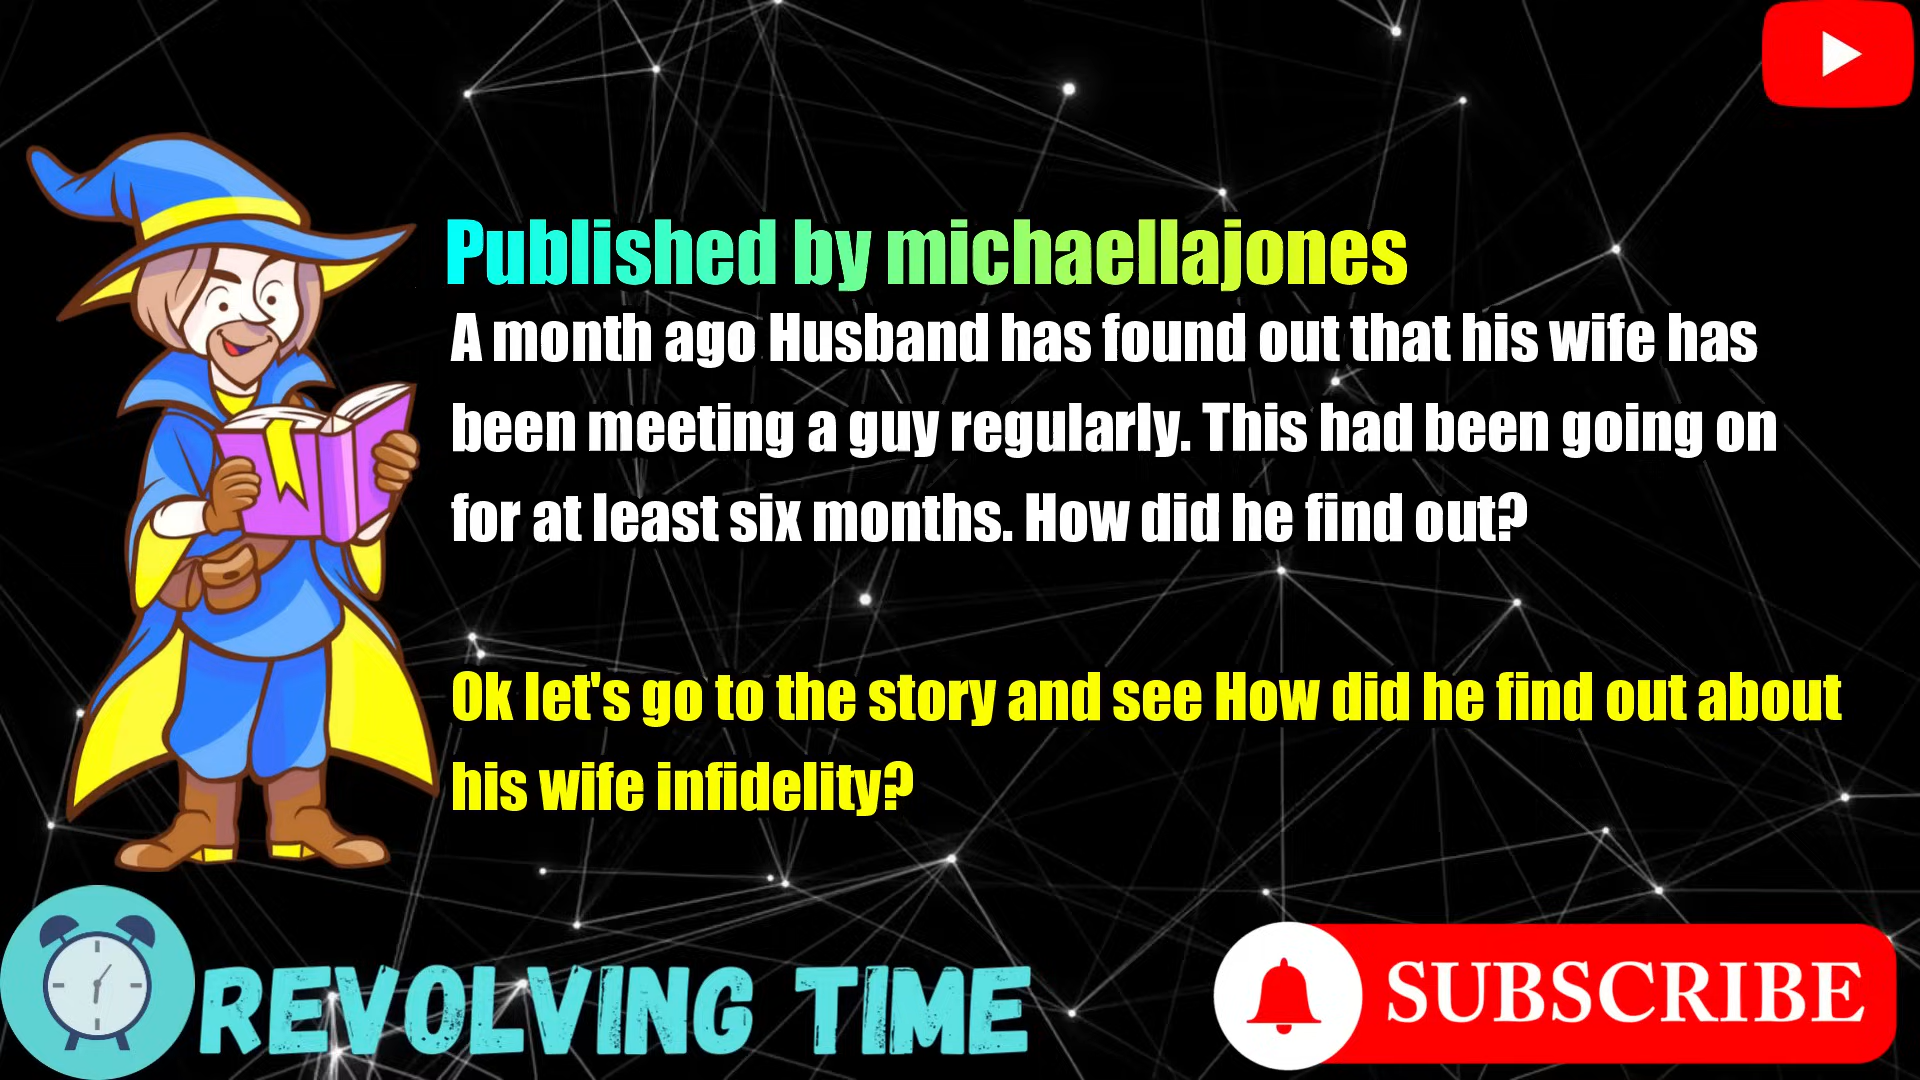 Published by michaellajones
A month ago Husband has found out that his wife has
been meeting a guy regularly. This had been going on
for at least six months. How did he find out?
Ok let's go to the story and see How did he find out about
his wife infidelity?
REVOLVING TIME
SUBSCRIBE